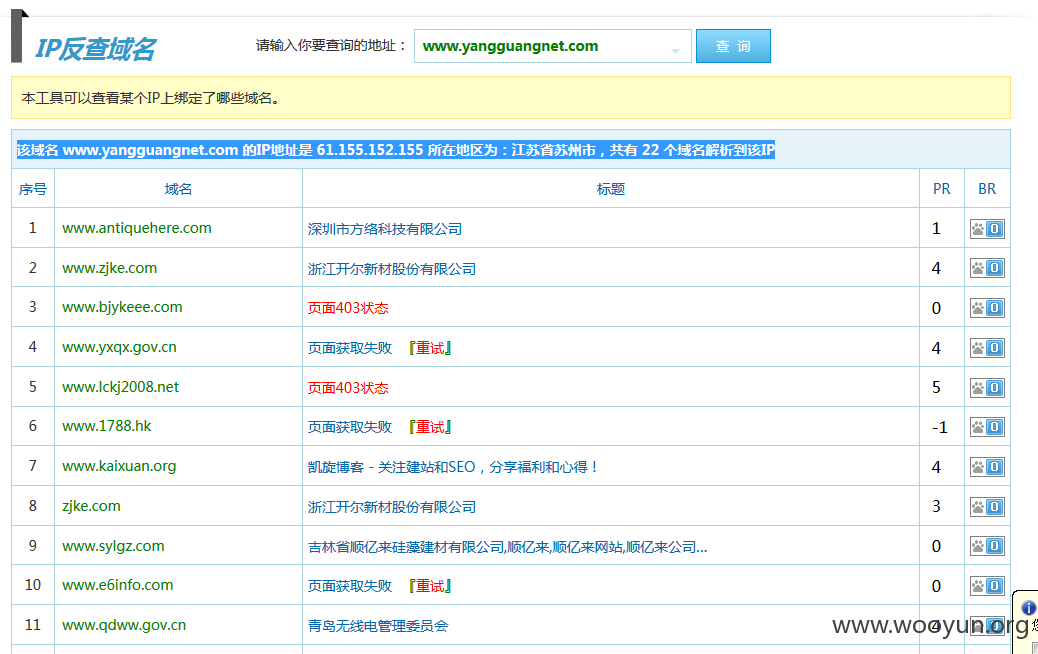 IP反查域名 请输入你要查询的地址： www.yangguangnet.com 查 询
本工具可以查看某个IP上绑定了哪些域名。
该域名 www.yangguangnet.com 的IP地址是 61.155.152.155 所在地区为：江苏省苏州市，共有 22 个域名解析到该IP
序号 域名 标题 PR BR
1 www.antiquehere.com 深圳市方络科技有限公司 1 0
2 www.zjke.com 浙江开尔新材股份有限公司 4 0
3 www.bjykeee.com 页面403状态 0 0
4 www.yxqx.gov.cn 页面获取失败 『重试』 4 0
5 www.lckj2008.net 页面403状态 5 0
6 www.1788.hk 页面获取失败 『重试』 -1 0
7 www.kaixuan.org 凯旋博客 - 关注建站和SEO，分享福利和心得！ 4 0
8 zjke.com 浙江开尔新材股份有限公司 3 0
9 www.sylgz.com 吉林省顺亿来硅藻建材有限公司,顺亿来,顺亿来网站,顺亿来公司... 0 0
10 www.e6info.com 页面获取失败 『重试』 0 0
11 www.qdww.gov.cn 青岛无线电管理委员会 4 0
www.wooyun.org